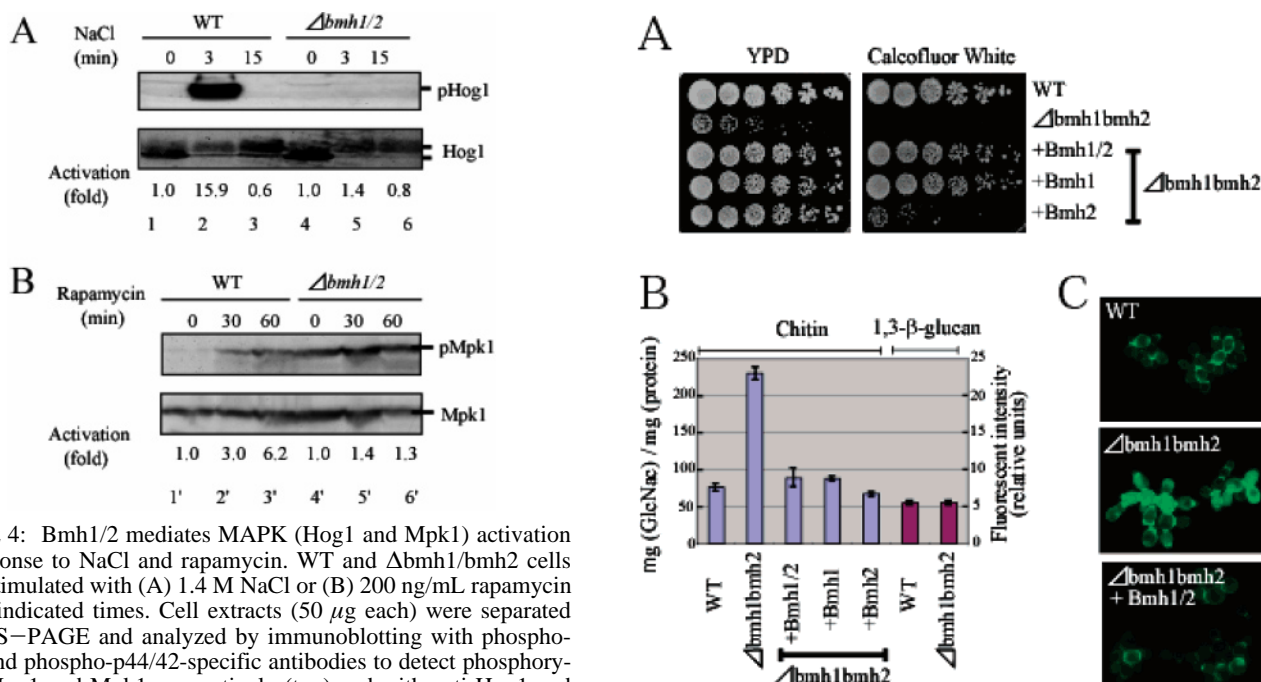 A
NaCl
(min)
WT
Δbmh1/2
0 3 15 0 3 15
pHog1
Hog1
Activation
(fold)
1.0 15.9 0.6 1.0 1.4 0.8
1 2 3 4 5 6
B
Rapamycin
(min)
WT
Δbmh1/2
0 30 60 0 30 60
pMpk1
Mpk1
Activation
(fold)
1.0 3.0 6.2 1.0 1.4 1.3
1' 2' 3' 4' 5' 6'
4: Bmh1/2 mediates MAPK (Hog1 and Mpk1) activation
onse to NaCl and rapamycin. WT and Δbmh1/bmh2 cells
timulated with (A) 1.4 M NaCl or (B) 200 ng/mL rapamycin
indicated times. Cell extracts (50 μg each) were separated
S−PAGE and analyzed by immunoblotting with phospho-
nd phospho-p44/42-specific antibodies to detect phosphory-
A
YPD
Calcofluor White
WT
Δbmh1bmh2
+Bmh1/2
+Bmh1
+Bmh2
Δbmh1bmh2
B
Chitin
1,3-β-glucan
mg (GlcNac) / mg (protein)
250
200
150
100
50
0
25
20
15
10
5
0
Fluorescent intensity
(relative units)
WT
Δbmh1bmh2
+Bmh1/2
+Bmh1
+Bmh2
WT
Δbmh1bmh2
Δbmh1bmh2
C
WT
Δbmh1bmh2
Δbmh1bmh2
+ Bmh1/2